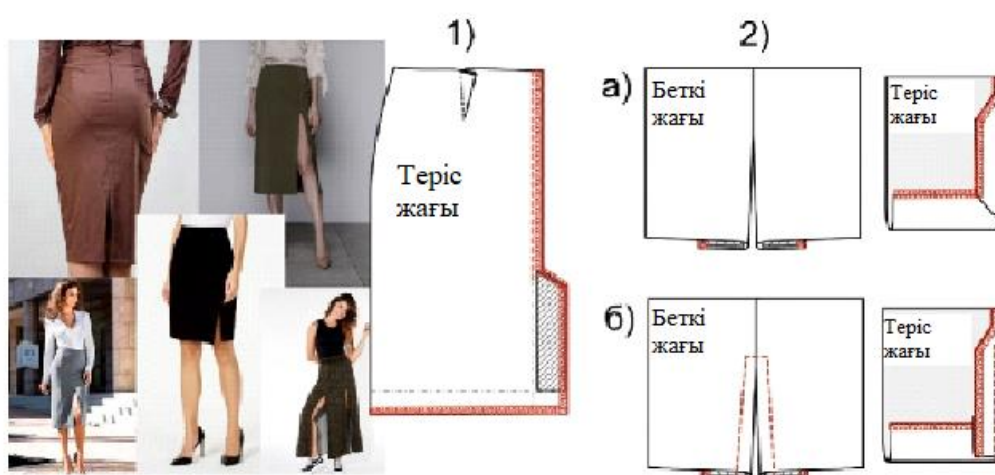 1)
2)
Теріс
жағы
а)
Беткі
жағы
Теріс
жағы
б)
Беткі
жағы
Теріс
жағы